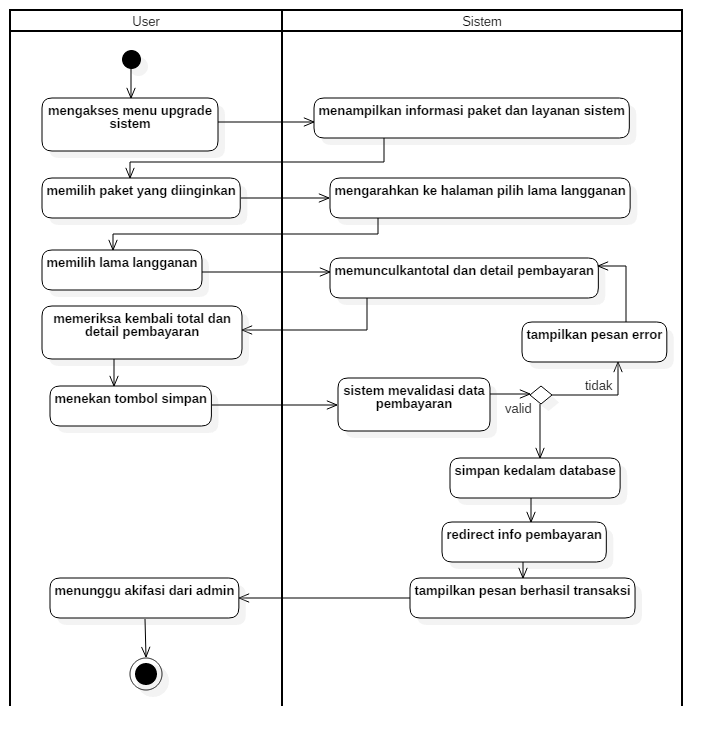 User
Sistem
mengakses menu upgrade
sistem
menampilkan informasi paket dan layanan sistem
memilih paket yang diinginkan
mengarahkan ke halaman pilih lama langganan
memilih lama langganan
memunculkantotal dan detail pembayaran
memeriksa kembali total dan
detail pembayaran
tampilkan pesan error
menekan tombol simpan
sistem mevalidasi data
pembayaran
tidak
valid
simpan kedalam database
redirect info pembayaran
menunggu akifasi dari admin
tampilkan pesan berhasil transaksi